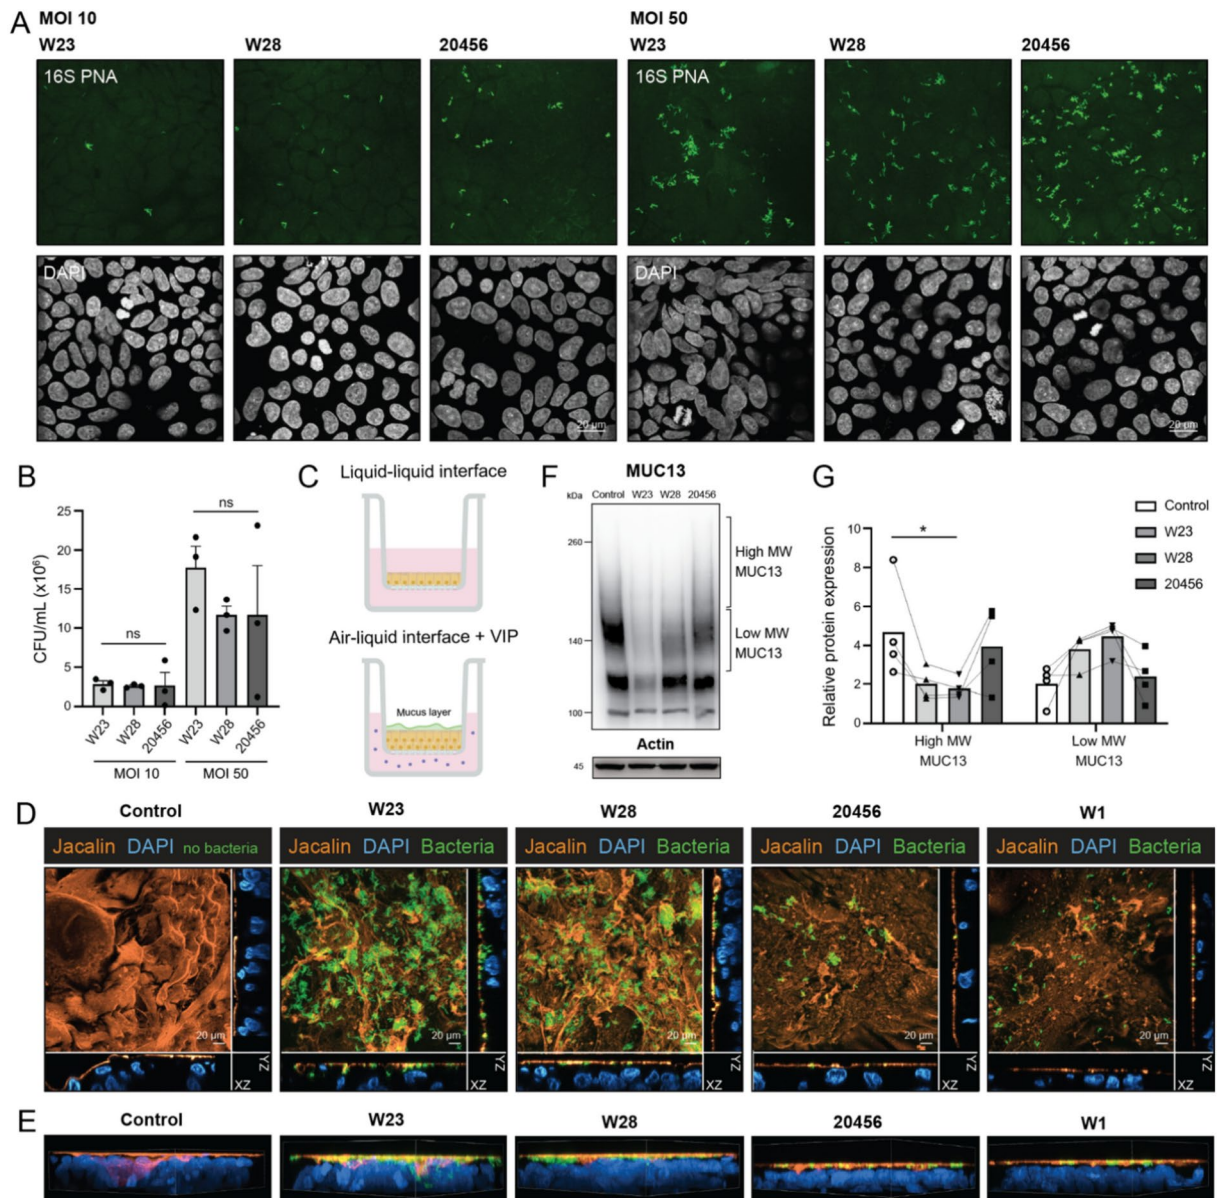 A
MOI 10
MOI 50
W23 W28 20456 W23 W28 20456
16S PNA
16S PNA
DAPI
DAPI
20 μm
20 μm
B
25
20
15
10
5
0
CFU/mL (x10⁶)
ns
ns
W23 W28 20456 W23 W28 20456
MOI 10 MOI 50
C
Liquid-liquid interface
Air-liquid interface + VIP
Mucus layer
F
MUC13
kDa Control W23 W28 20456
260
140
100
High MW
MUC13
Low MW
MUC13
Actin
45
G
Relative protein expression
10
8
6
4
2
0
*
High MW
MUC13
Low MW
MUC13
Control
W23
W28
20456
D
Control W23 W28 20456 W1
Jacalin DAPI no bacteria
Jacalin DAPI Bacteria
Jacalin DAPI Bacteria
Jacalin DAPI Bacteria
Jacalin DAPI Bacteria
20 μm 20 μm 20 μm 20 μm 20 μm
YZ YZ YZ YZ YZ
XZ XZ XZ XZ XZ
E
Control W23 W28 20456 W1